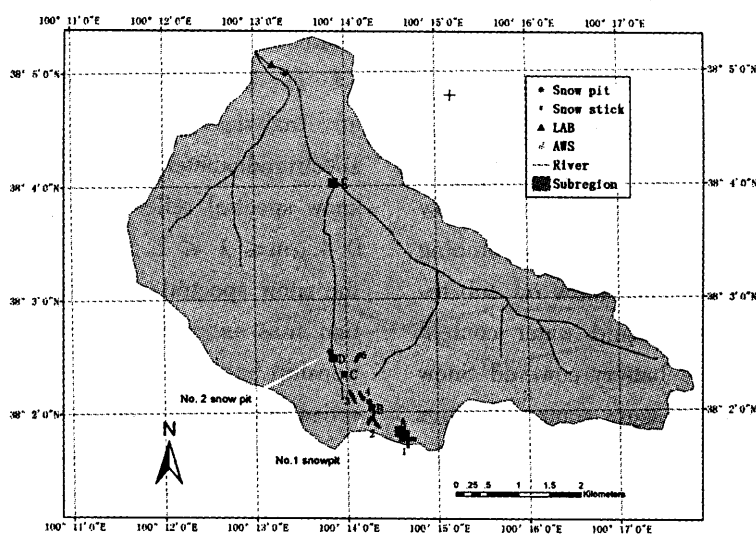 100° 11′0″E 100° 12′0″E 100° 13′0″E 100° 14′0″E 100° 15′0″E 100° 16′0″E 100° 17′0″E
38° 5′0″N 38° 5′0″N
Snow pit
Snow stick
LAB
AWS
River
Subregion
38° 4′0″N E 38° 4′0″N
38° 3′0″N 38° 3′0″N
D
C
No. 2 snow pit
38° 2′0″N B 38° 2′0″N
2
N
No.1 snowpit
1
0 .25 .5 1 1.5 2
Kilometers
100° 11′0″E 100° 12′0″E 100° 13′0″E 100° 14′0″E 100° 15′0″E 100° 16′0″E 100° 17′0″E